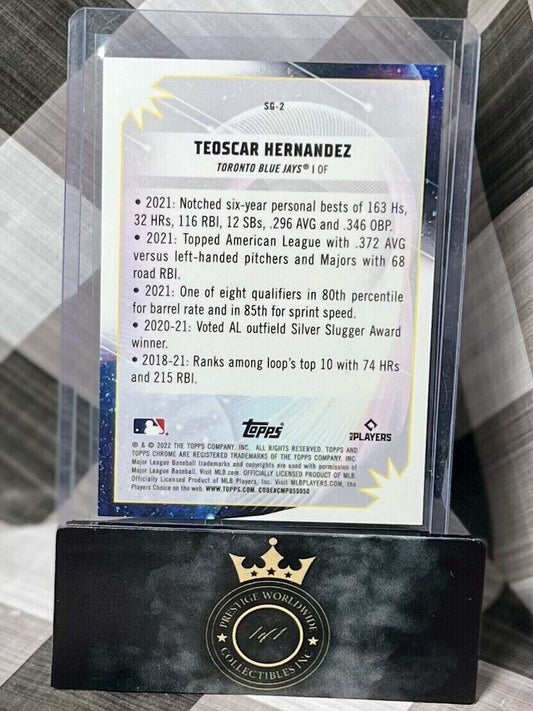 SG-2
TEOSCAR HERNANDEZ
TORONTO BLUE JAYS® | OF
• 2021: Notched six-year personal bests of 163 Hs,
32 HRs, 116 RBI, 12 SBs, .296 AVG and .346 OBP.
• 2021: Topped American League with .372 AVG
versus left-handed pitchers and Majors with 68
road RBI.
• 2021: One of eight qualifiers in 80th percentile
for barrel rate and in 85th for sprint speed.
• 2020-21: Voted AL outfield Silver Slugger Award
winner.
• 2018-21: Ranks among loop's top 10 with 74 HRs
and 215 RBI.
Topps
PLAYERS
® & © 2022 THE TOPPS COMPANY, INC. ALL RIGHTS RESERVED. TOPPS AND
TOPPS CHROME ARE REGISTERED TRADEMARKS OF THE TOPPS COMPANY, INC.
Major League Baseball trademarks and copyrights are used with permission of
Major League Baseball. Visit MLB.com. OFFICIALLY LICENSED PRODUCT OF MLB.
Officially Licensed Product of MLB Players, Inc. Visit MLBPLAYERS.COM, the
Players Choice on the web. WWW.TOPPS.COM. CODE#CMP055056
PRESTIGE WORLDWIDE
1of1
COLLECTIBLES INC